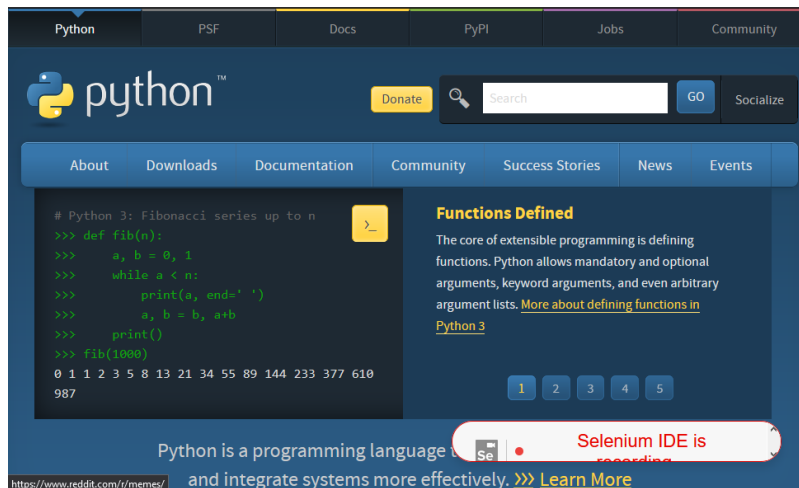 Python PSF Docs PyPI Jobs Community
python™
Donate Search GO Socialize
About Downloads Documentation Community Success Stories News Events
# Python 3: Fibonacci series up to n
>>> def fib(n):
>>>     a, b = 0, 1
>>>     while a < n:
>>>         print(a, end=' ')
>>>         a, b = b, a+b
>>>     print()
>>> fib(1000)
0 1 1 2 3 5 8 13 21 34 55 89 144 233 377 610
987
>_
Functions Defined
The core of extensible programming is defining
functions. Python allows mandatory and optional
arguments, keyword arguments, and even arbitrary
argument lists. More about defining functions in
Python 3
1 2 3 4 5
Python is a programming language
Se
Selenium IDE is
recording
and integrate systems more effectively. >>> Learn More
https://www.reddit.com/r/memes/